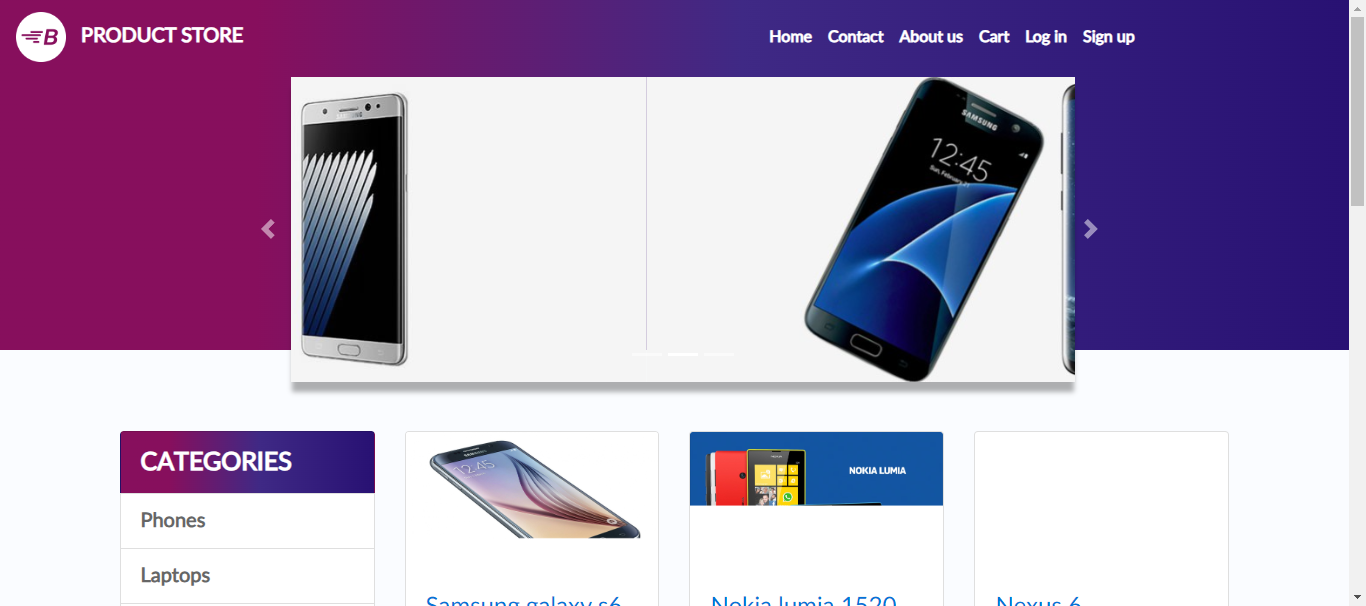 B PRODUCT STORE
Home Contact About us Cart Log in Sign up
SAMSUNG
SAMSUNG
12:45
CATEGORIES
Phones
Laptops
12:45
NOKIA LUMIA
Samsung galaxy s6
Nokia lumia 1520
Nexus 6